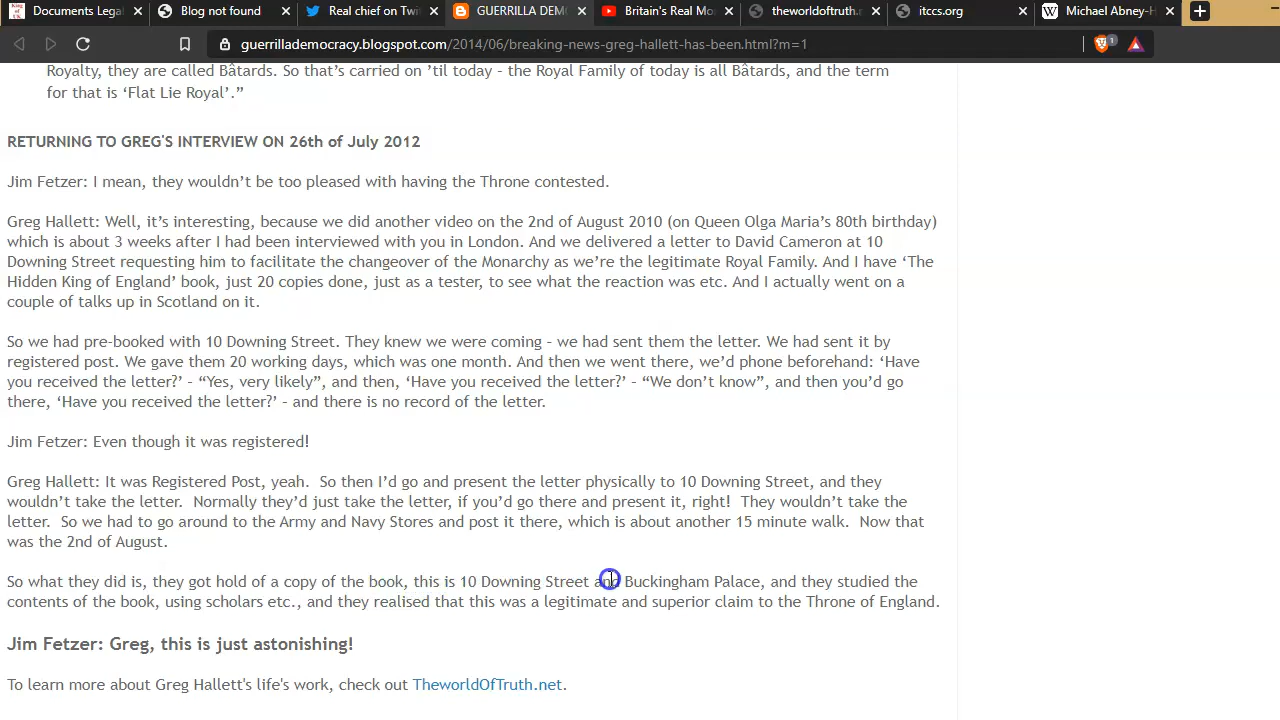 King of UK
Documents Legal
Blog not found
Real chief on Twi
GUERRILLA DEMO
Britain's Real Mo
theworldoftruth.n
itccs.org
W
Michael Abney-H
guerrillademocracy.blogspot.com/2014/06/breaking-news-greg-hallett-has-been.html?m=1
1
Royalty, they are called Bâtards. So that’s carried on ’til today - the Royal Family of today is all Bâtards, and the term
for that is ‘Flat Lie Royal’.”
RETURNING TO GREG'S INTERVIEW ON 26th of July 2012
Jim Fetzer: I mean, they wouldn’t be too pleased with having the Throne contested.
Greg Hallett: Well, it’s interesting, because we did another video on the 2nd of August 2010 (on Queen Olga Maria’s 80th birthday)
which is about 3 weeks after I had been interviewed with you in London. And we delivered a letter to David Cameron at 10
Downing Street requesting him to facilitate the changeover of the Monarchy as we’re the legitimate Royal Family. And I have ‘The
Hidden King of England’ book, just 20 copies done, just as a tester, to see what the reaction was etc. And I actually went on a
couple of talks up in Scotland on it.
So we had pre-booked with 10 Downing Street. They knew we were coming - we had sent them the letter. We had sent it by
registered post. We gave them 20 working days, which was one month. And then we went there, we’d phone beforehand: ‘Have
you received the letter?’ - “Yes, very likely”, and then, ‘Have you received the letter?’ - “We don’t know”, and then you’d go
there, ‘Have you received the letter?’ - and there is no record of the letter.
Jim Fetzer: Even though it was registered!
Greg Hallett: It was Registered Post, yeah. So then I’d go and present the letter physically to 10 Downing Street, and they
wouldn’t take the letter. Normally they’d just take the letter, if you’d go there and present it, right! They wouldn’t take the
letter. So we had to go around to the Army and Navy Stores and post it there, which is about another 15 minute walk. Now that
was the 2nd of August.
So what they did is, they got hold of a copy of the book, this is 10 Downing Street and Buckingham Palace, and they studied the
contents of the book, using scholars etc., and they realised that this was a legitimate and superior claim to the Throne of England.
Jim Fetzer: Greg, this is just astonishing!
To learn more about Greg Hallett's life's work, check out TheworldOfTruth.net.